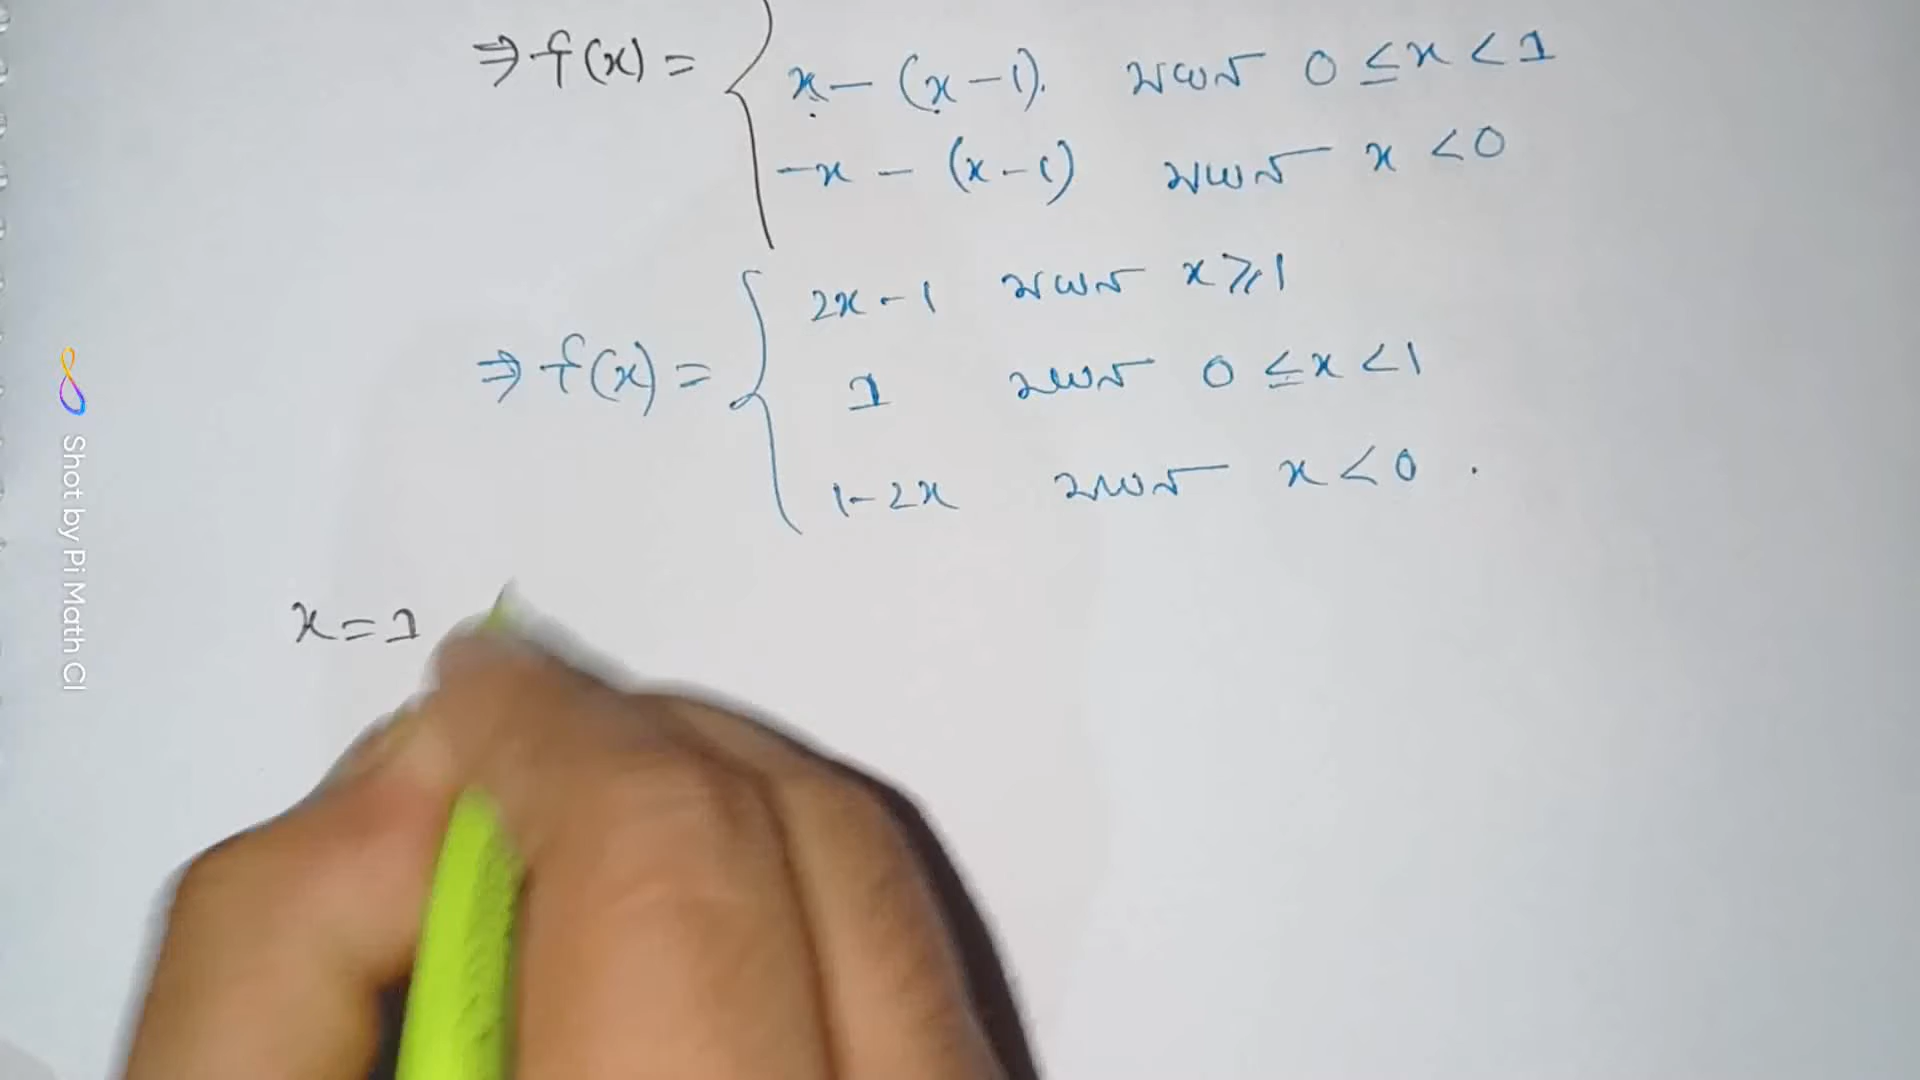 ⇒ f(x) = { x – (x – 1). যখন 0 ≤ x < 1
–x – (x – 1) যখন x < 0
⇒ f(x) = { 2x – 1 যখন x ≥ 1
1 যখন 0 ≤ x < 1
1 – 2x যখন x < 0 .
x = 1
Shot by Pi Math Cl